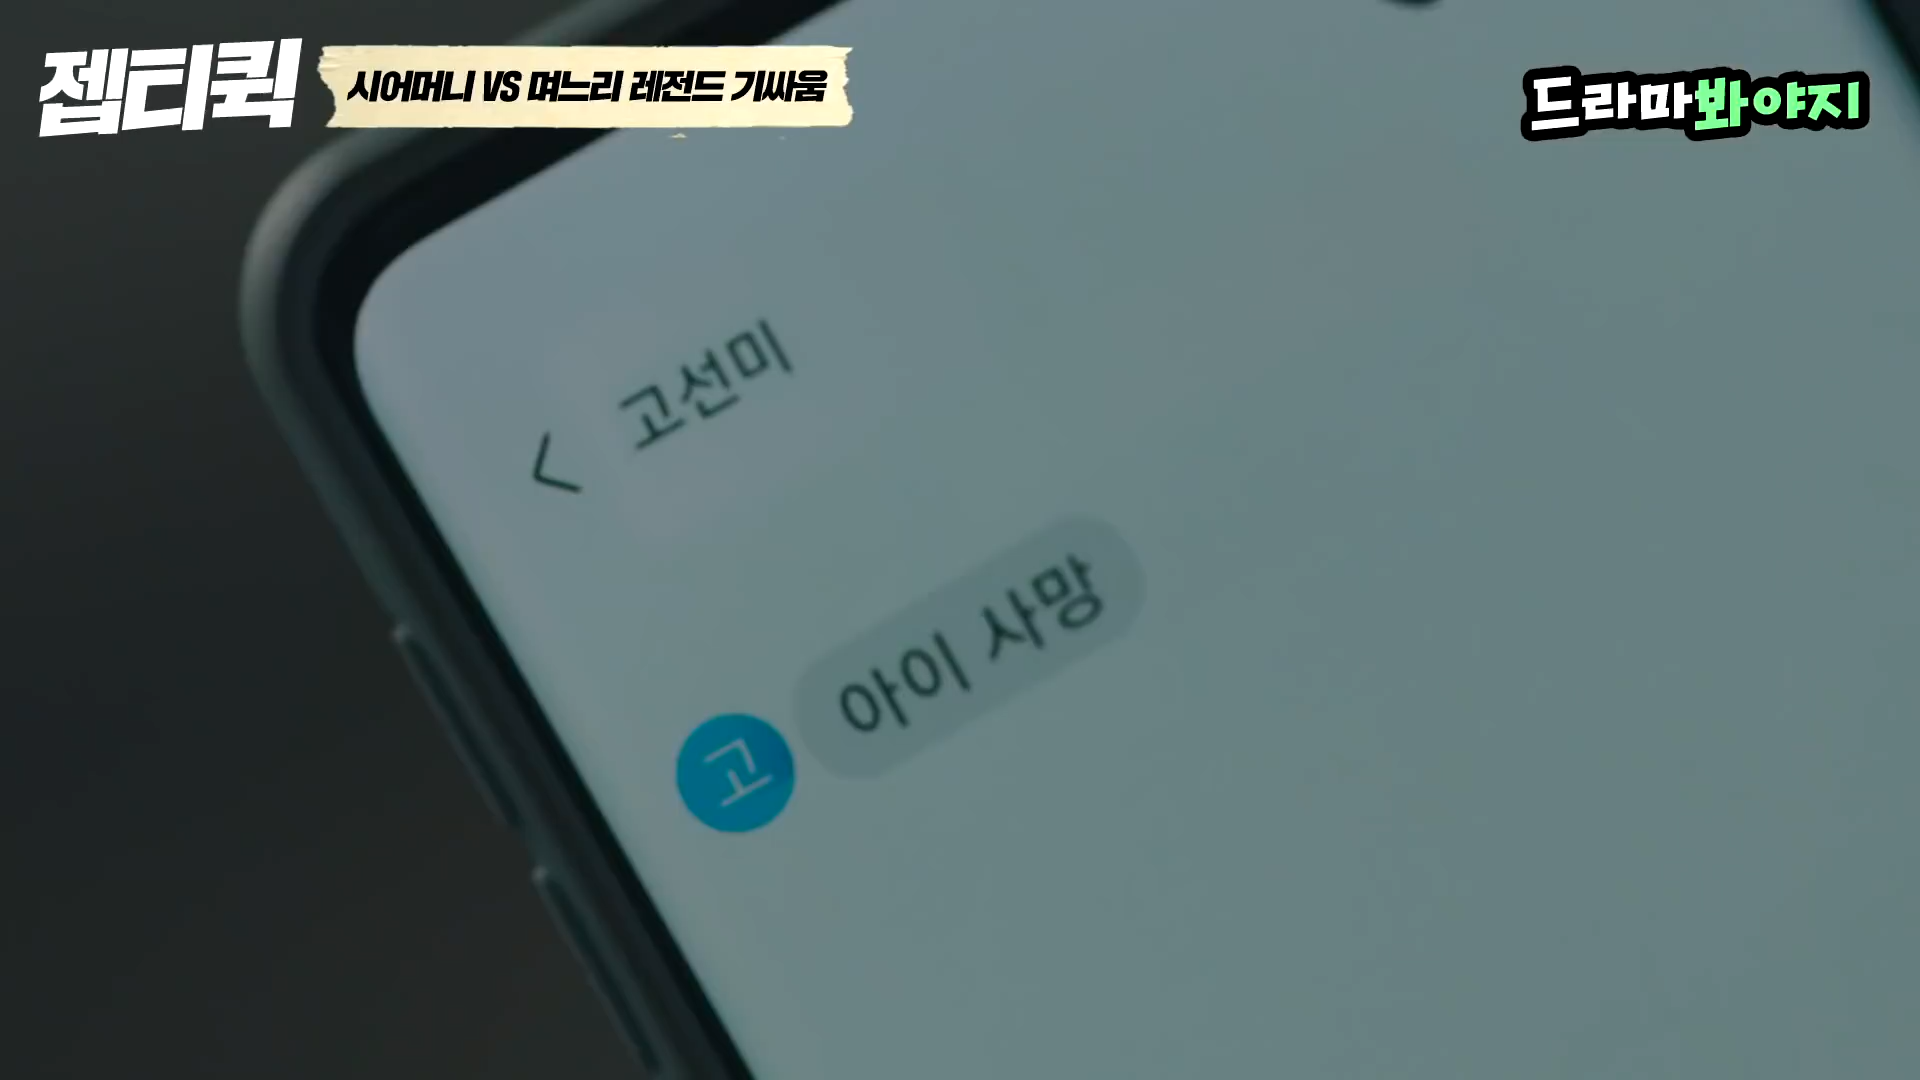 젭티퀵
시어머니 VS 며느리 레전드 기싸움
드라마봐야지
< 고선미
아이 사망
고